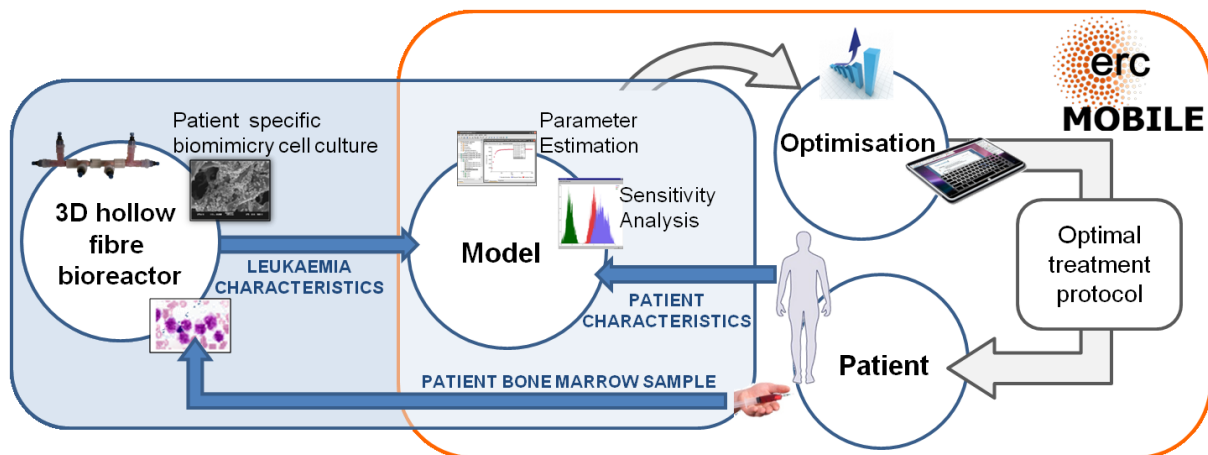 Patient specific
biomimicry cell culture
3D hollow
fibre
bioreactor
LEUKAEMIA
CHARACTERISTICS
Parameter
Estimation
Sensitivity
Analysis
Model
PATIENT
CHARACTERISTICS
PATIENT BONE MARROW SAMPLE
Optimisation
erc
MOBILE
Optimal
treatment
protocol
Patient